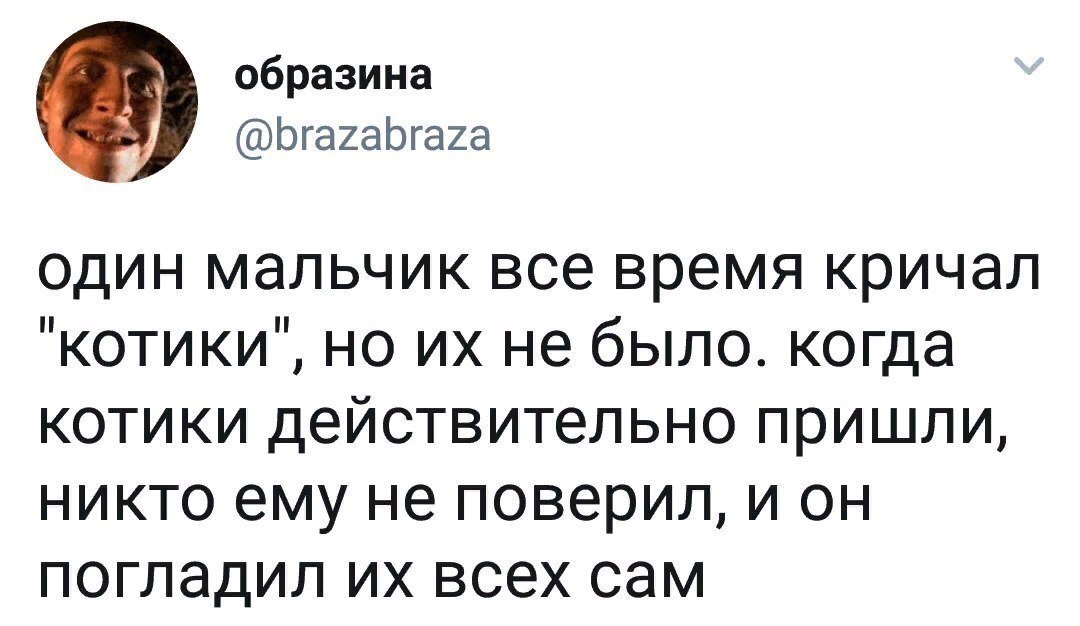 образина
@brazabraza
один мальчик все время кричал
"котики", но их не было. когда
котики действительно пришли,
никто ему не поверил, и он
погладил их всех сам